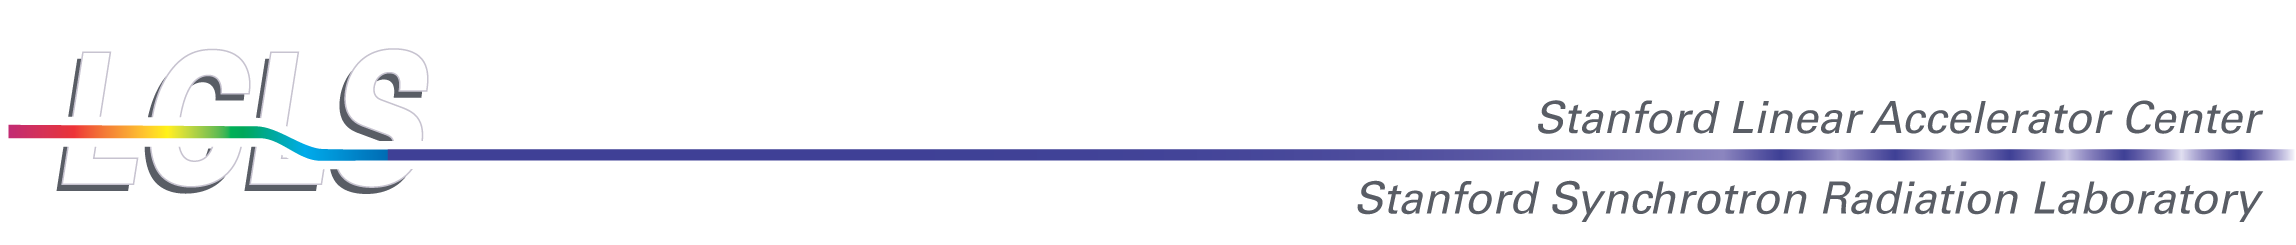 LCLS
Stanford Linear Accelerator Center
Stanford Synchrotron Radiation Laboratory